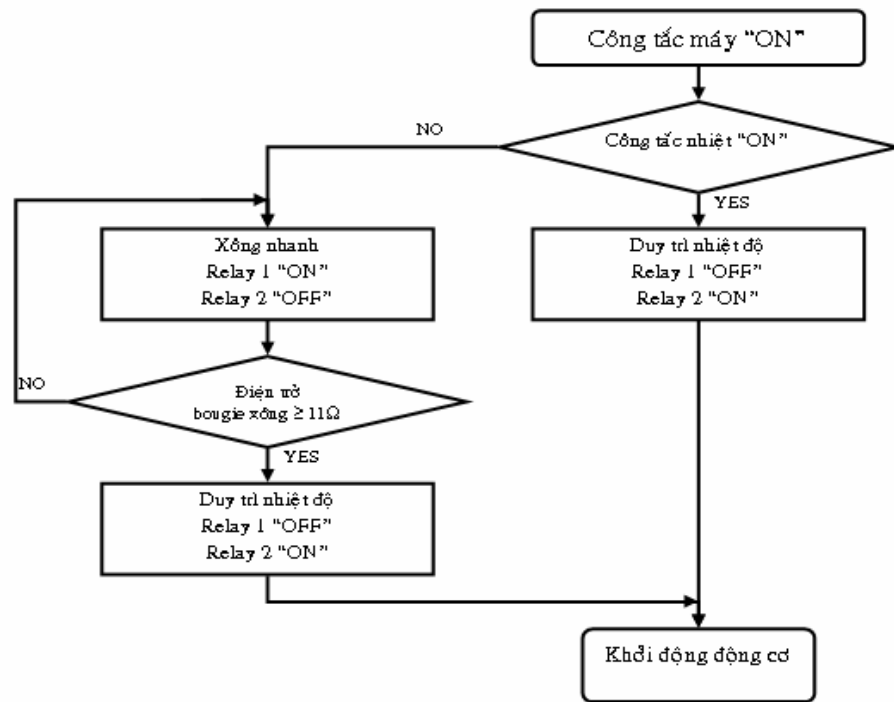 Công tắc máy “ON”
NO
Công tắc nhiệt “ON”
YES
Xông nhanh
Relay 1 “ON”
Relay 2 “OFF”
Duy trì nhiệt độ
Relay 1 “OFF”
Relay 2 “ON”
NO
Điện trở
bougie xông ≥ 11Ω
YES
Duy trì nhiệt độ
Relay 1 “OFF”
Relay 2 “ON”
Khởi động động cơ